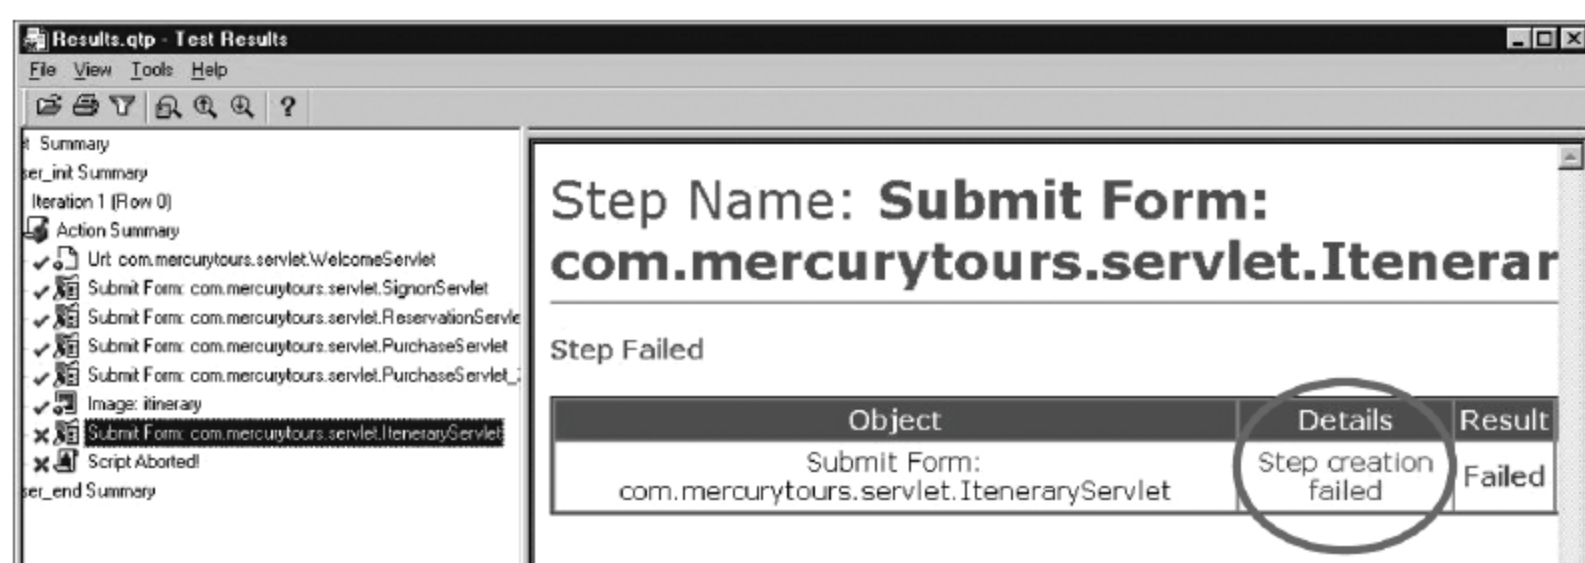 Results.qtp - Test Results
File View Tools Help
?
t Summary
ser_init Summary
Iteration 1 (Row 0)
Action Summary
Url: com.mercurytours.servlet.WelcomeServlet
Submit Form: com.mercurytours.servlet.SignonServlet
Submit Form: com.mercurytours.servlet.ReservationServle
Submit Form: com.mercurytours.servlet.PurchaseServlet
Submit Form: com.mercurytours.servlet.PurchaseServlet_2
Image: itinerary
Submit Form: com.mercurytours.servlet.IteneraryServlet
Script Aborted!
ser_end Summary
Step Name: Submit Form:
com.mercurytours.servlet.Itenerar
Step Failed
Object Details Result
Submit Form:
com.mercurytours.servlet.IteneraryServlet
Step creation
failed
Failed